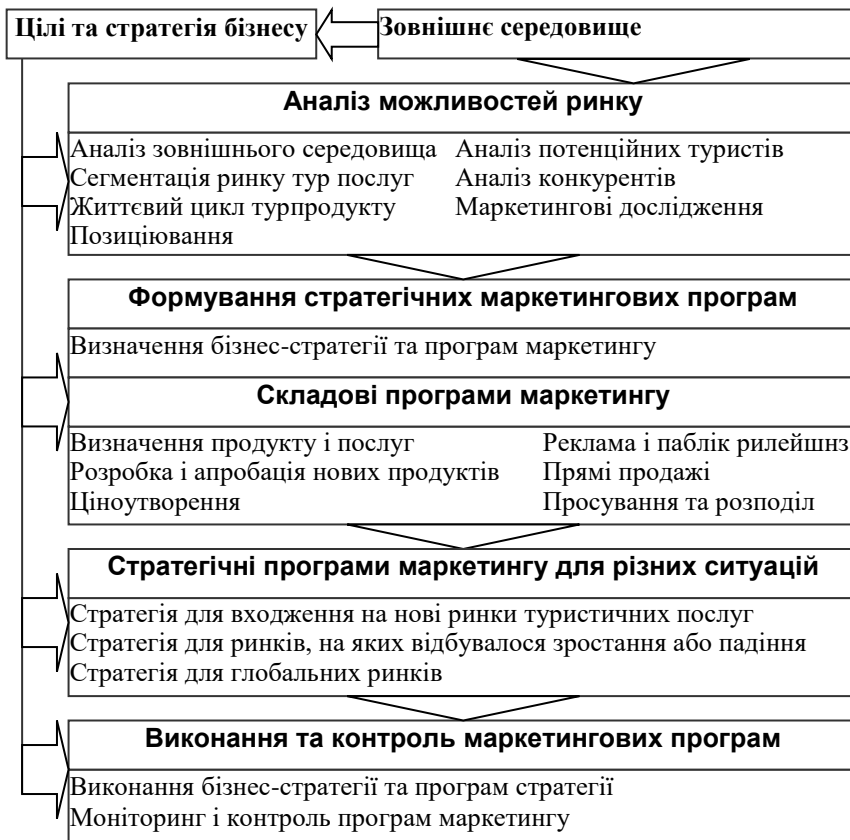 Цілі та стратегія бізнесу
Зовнішнє середовище
Аналіз можливостей ринку
Аналіз зовнішнього середовища
Сегментація ринку тур послуг
Життєвий цикл турпродукту
Позиціювання
Аналіз потенційних туристів
Аналіз конкурентів
Маркетингові дослідження
Формування стратегічних маркетингових програм
Визначення бізнес-стратегії та програм маркетингу
Складові програми маркетингу
Визначення продукту і послуг
Розробка і апробація нових продуктів
Ціноутворення
Реклама і паблік рилейшнз
Прямі продажі
Просування та розподіл
Стратегічні програми маркетингу для різних ситуацій
Стратегія для входження на нові ринки туристичних послуг
Стратегія для ринків, на яких відбувалося зростання або падіння
Стратегія для глобальних ринків
Виконання та контроль маркетингових програм
Виконання бізнес-стратегії та програм стратегії
Моніторинг і контроль програм маркетингу